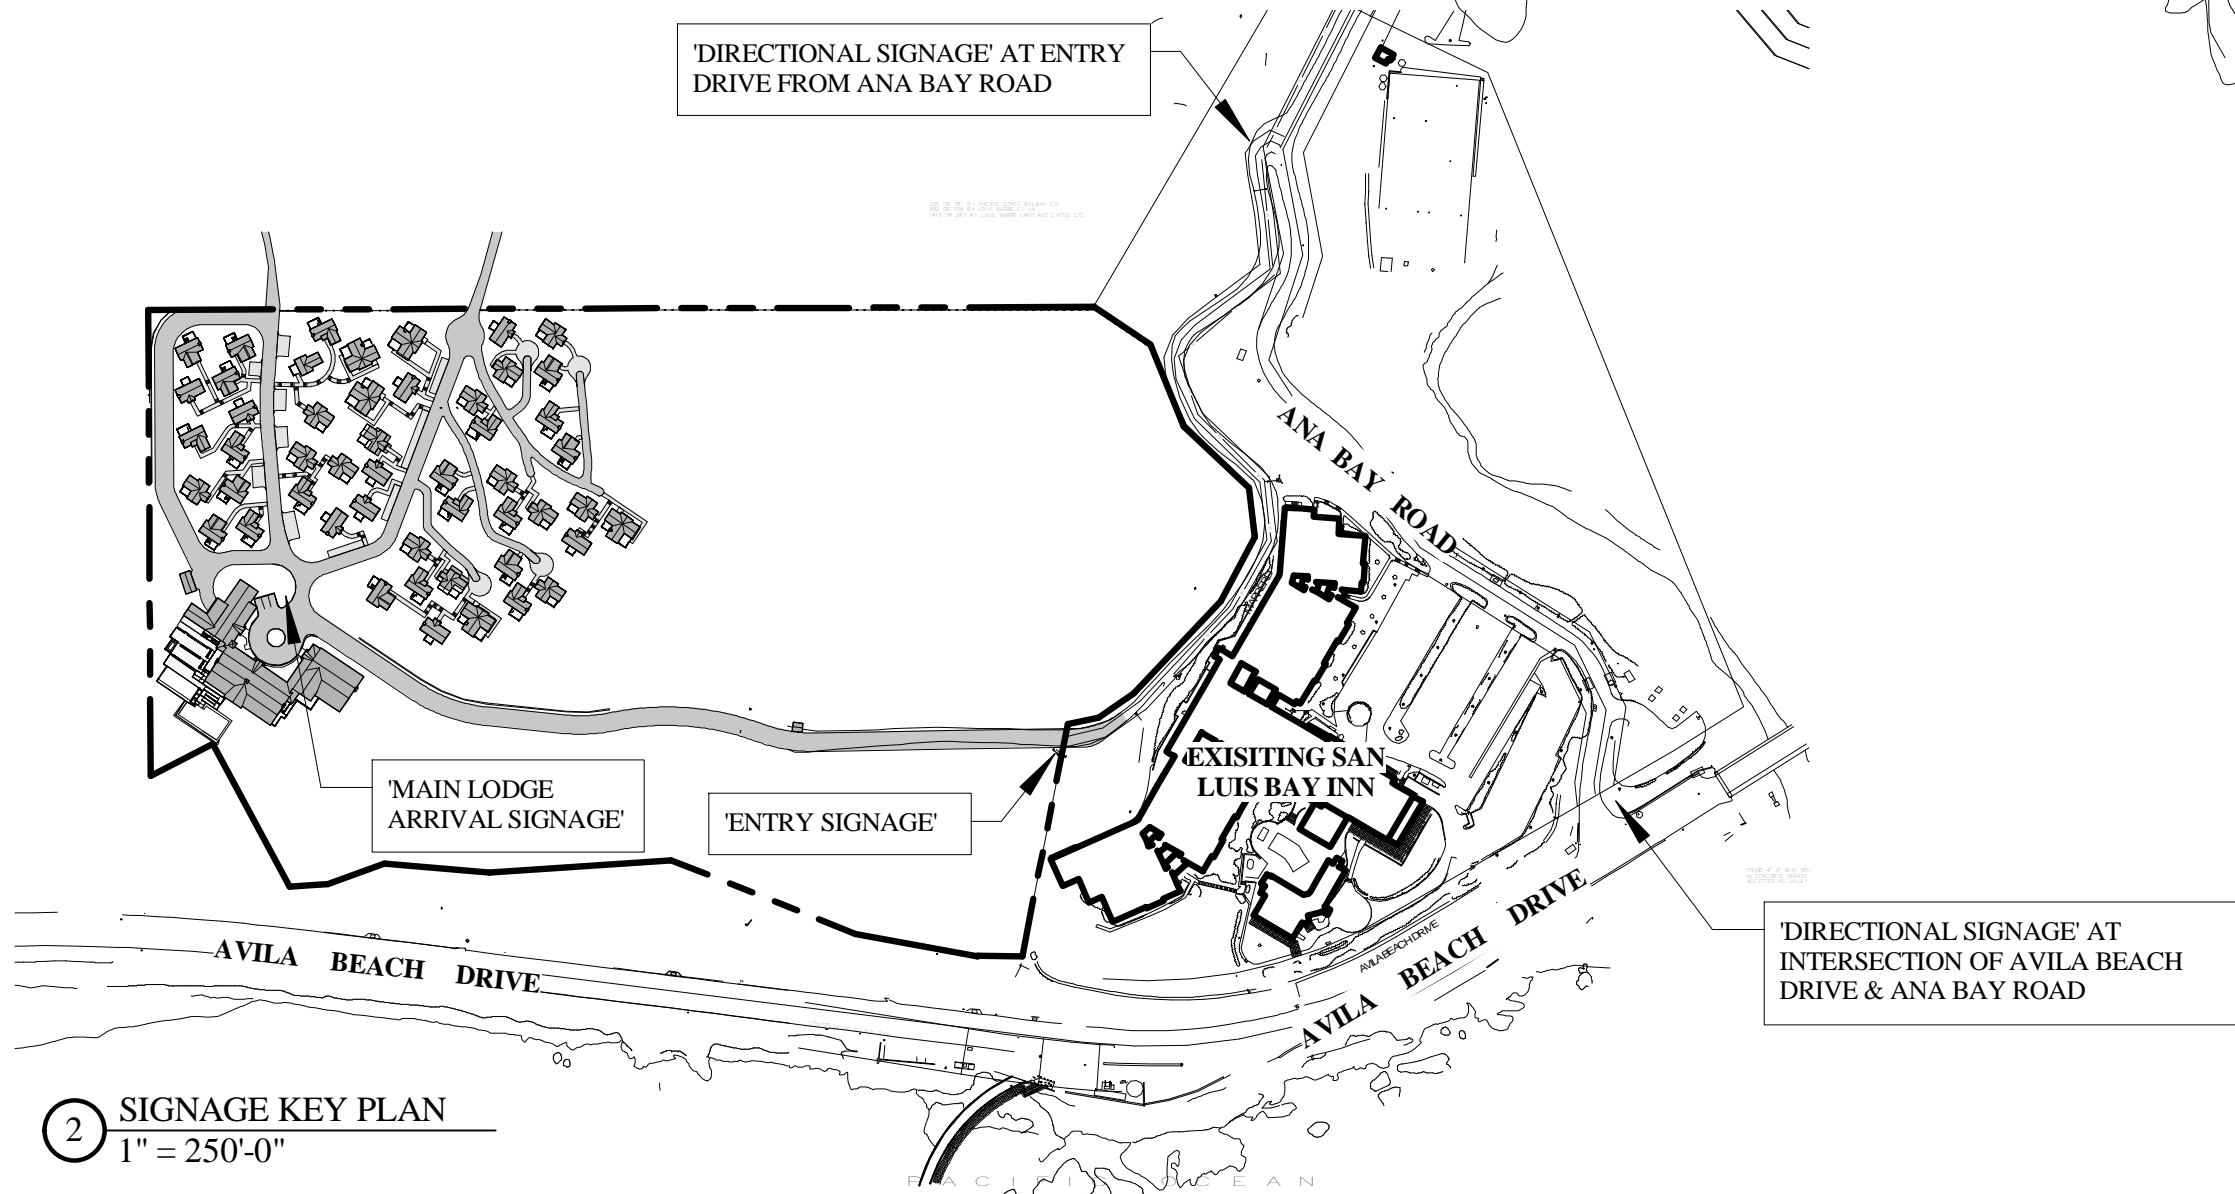 'DIRECTIONAL SIGNAGE' AT ENTRY
DRIVE FROM ANA BAY ROAD
ANA BAY ROAD
EXISITING SAN
LUIS BAY INN
'MAIN LODGE
ARRIVAL SIGNAGE'
'ENTRY SIGNAGE'
'DIRECTIONAL SIGNAGE' AT
INTERSECTION OF AVILA BEACH
DRIVE & ANA BAY ROAD
AVILA BEACH DRIVE
AVILA BEACH DRIVE
AVILA BEACH DRIVE
2
SIGNAGE KEY PLAN
1" = 250'-0"
PACIFIC OCEAN